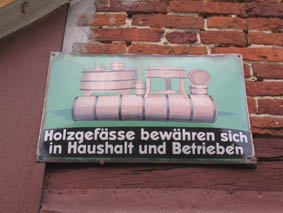 Holzgefässe bewähren sich
in Haushalt und Betrieben